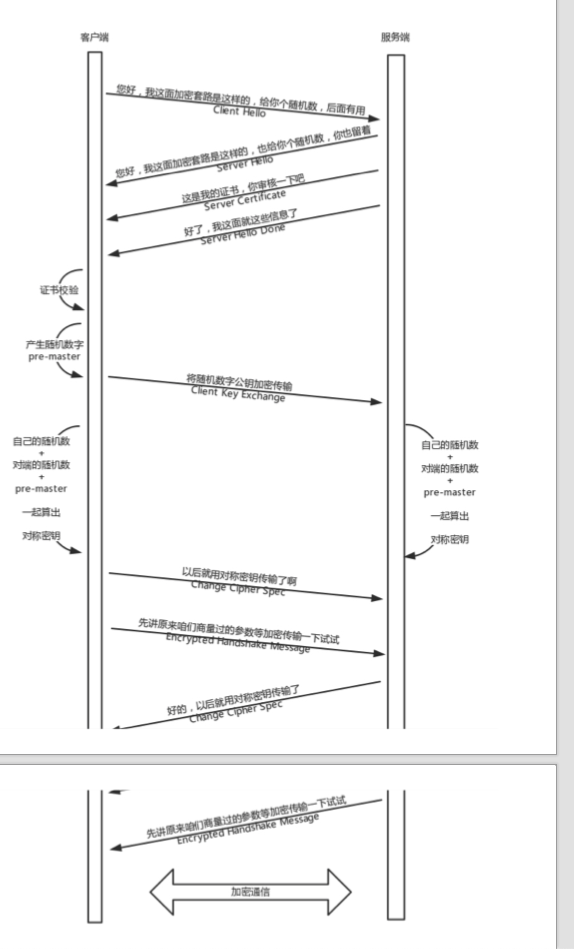 客户端
服务端
您好，我这面加密套路是这样的，给你个随机数，后面有用
Client Hello
您好，我这面加密套路是这样的，也给你个随机数，你也留着
Server Hello
这是我的证书，你审核一下吧
Server Certificate
好了，我这面就这些信息了
Server Hello Done
证书校验
产生随机数字
pre-master
将随机数字公钥加密传输
Client Key Exchange
自己的随机数
+
对端的随机数
+
pre-master
一起算出
对称密钥
自己的随机数
+
对端的随机数
+
pre-master
一起算出
对称密钥
以后就用对称密钥传输了啊
Change Cipher Spec
先讲原来咱们商量过的参数等加密传输一下试试
Encrypted Handshake Message
好的，以后就用对称密钥传输了
Change Cipher Spec
先讲原来咱们商量过的参数等加密传输一下试试
Encrypted Handshake Message
加密通信